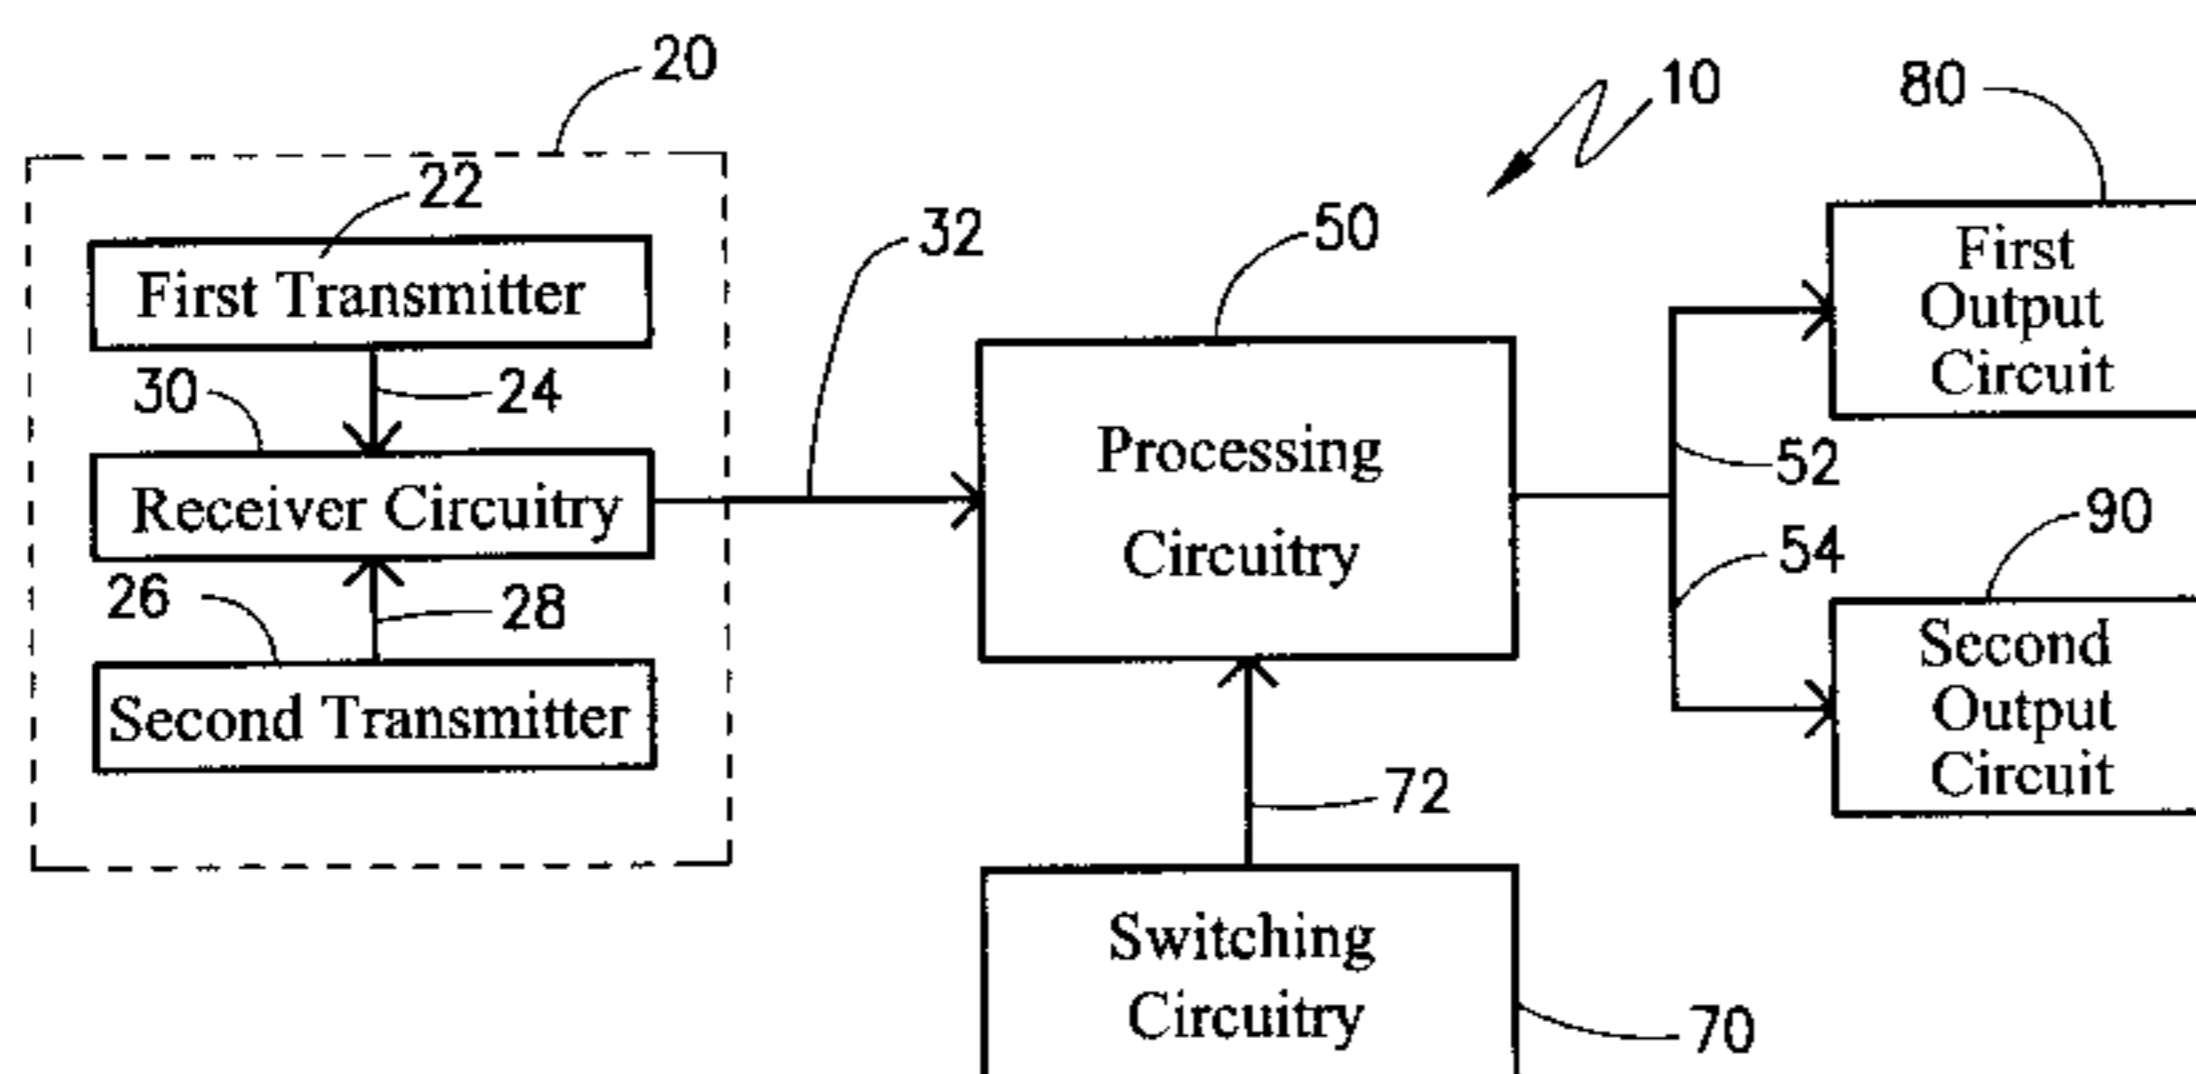 20
10
80
22
First Transmitter
32
50
First
Output
Circuit
30
24
Receiver Circuitry
Processing
Circuitry
52
90
54
26
28
Second Transmitter
Second
Output
Circuit
72
Switching
Circuitry
70